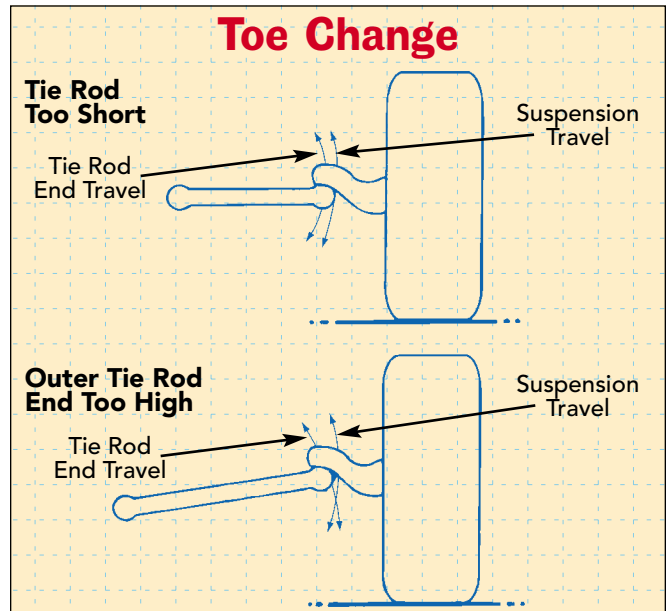 Toe Change
Tie Rod
Too Short
Suspension
Travel
Tie Rod
End Travel
Outer Tie Rod
End Too High
Suspension
Travel
Tie Rod
End Travel